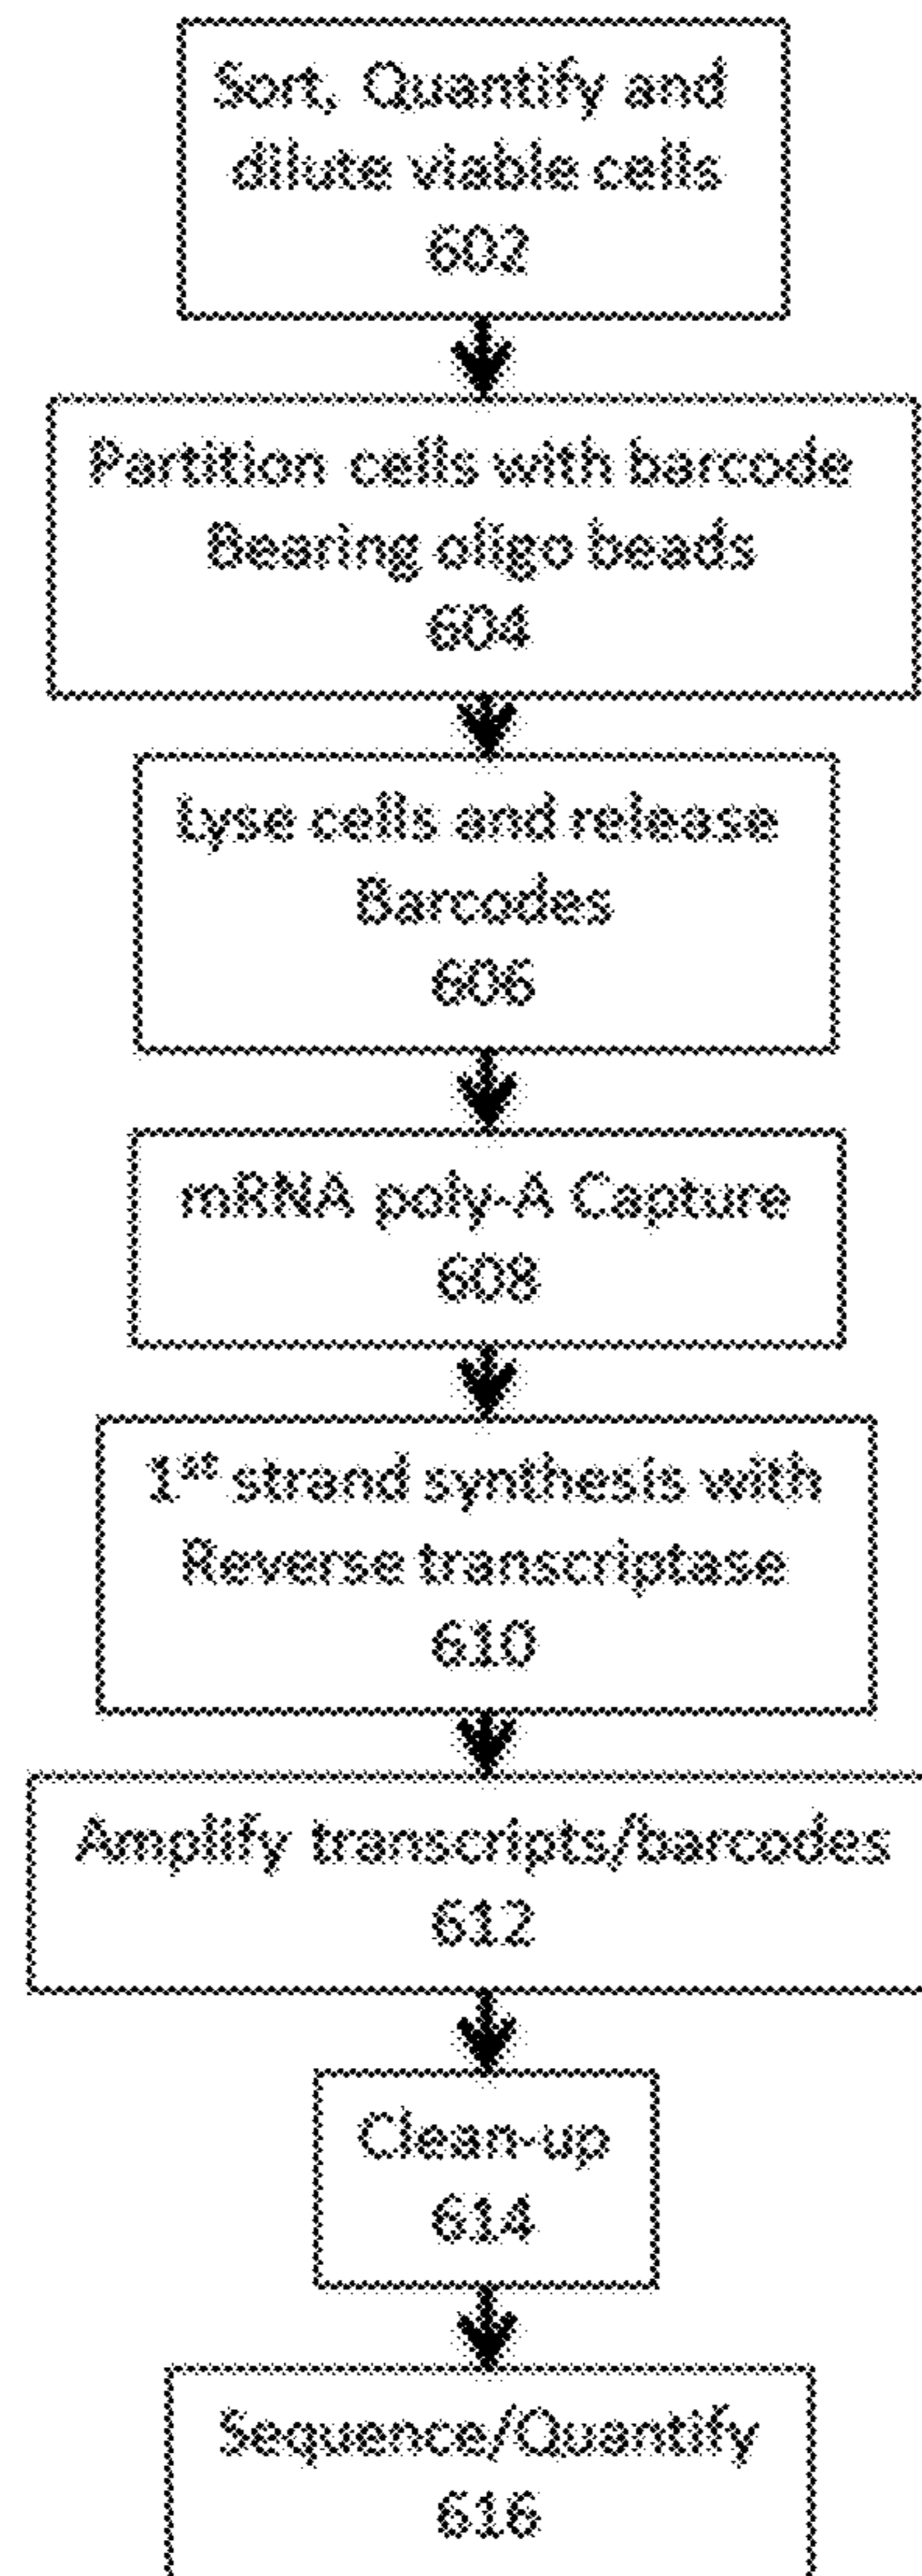 Sort, Quantify and
dilute viable cells
602
Partition cells with barcode
Bearing oligo beads
604
Lyse cells and release
Barcodes
606
mRNA poly-A Capture
608
1st strand synthesis with
Reverse transcriptase
610
Amplify transcripts/barcodes
612
Clean-up
614
Sequence/Quantify
616